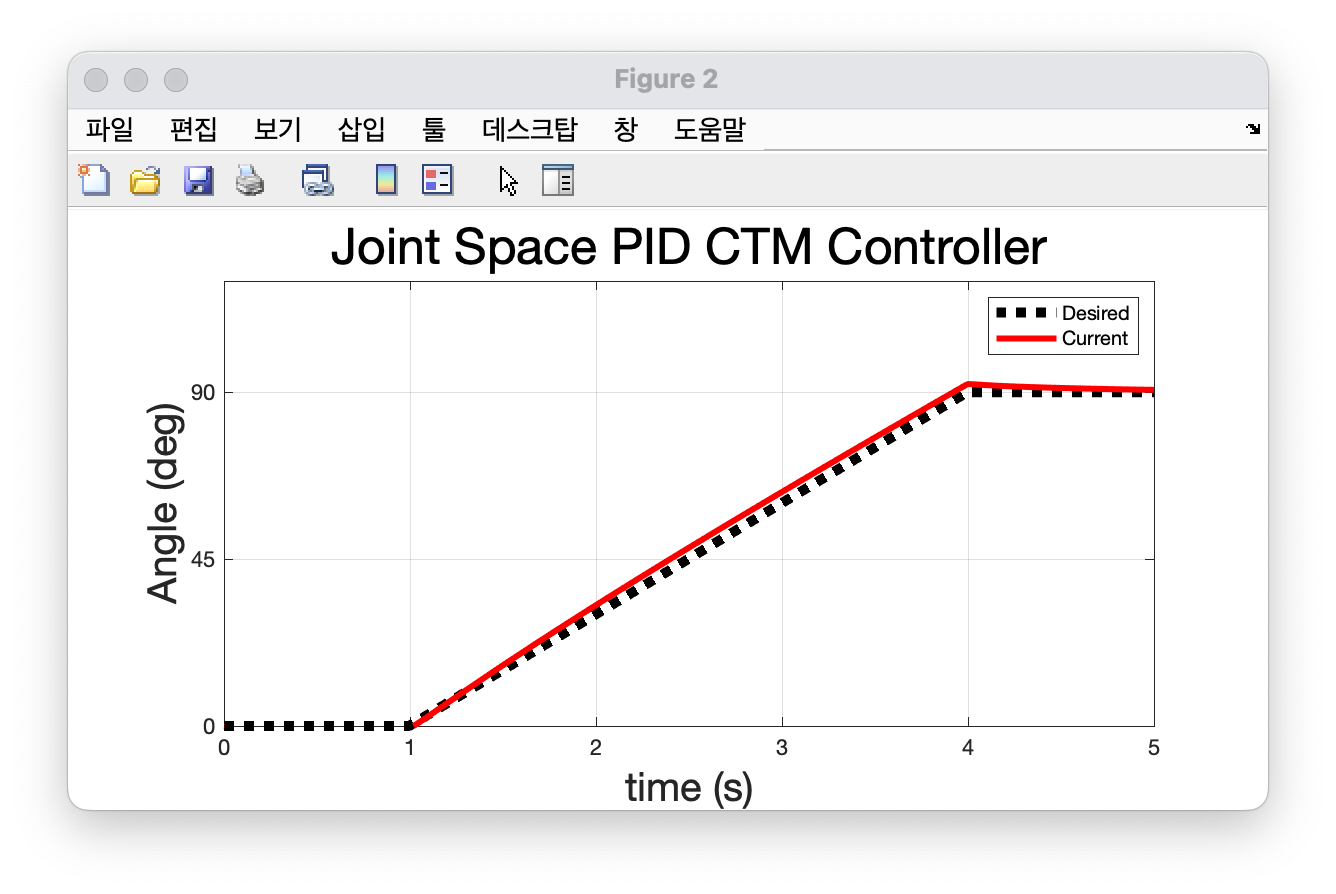 Figure 2
파일 편집 보기 삽입 툴 데스크탑 창 도움말
Joint Space PID CTM Controller
Desired
Current
90
45
0
Angle (deg)
0 1 2 3 4 5
time (s)